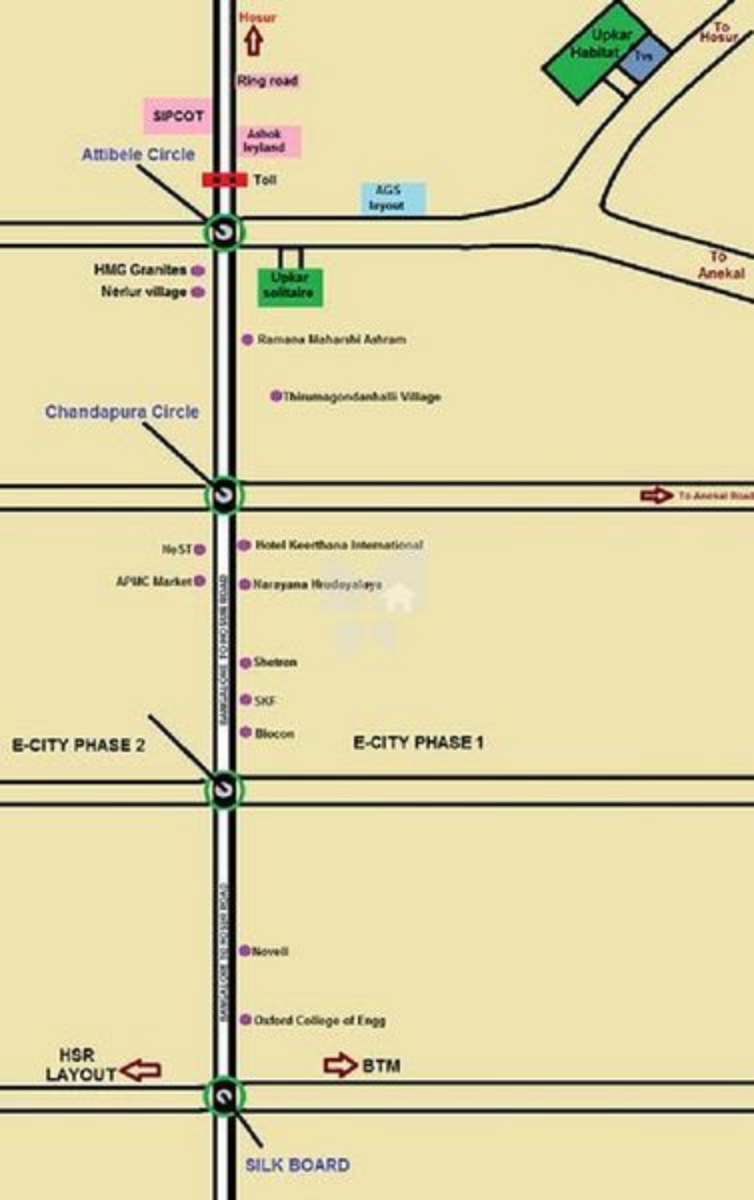 Hosur
To
Hosur
Upkar
Habitat
Tvs
Ring road
SIPCOT
Ashok
leyland
Attibele Circle
Toll
AGS
layout
To
Anekal
HMG Granites
Nerlur village
Upkar
solitaire
Ramana Maharshi Ashram
Thirumagondanhalli Village
Chandapura Circle
To Anekal Road
Hotel Keerthana International
APMC Market
Narayana Hrudayalaya
BANGALORE TO HOSUR ROAD
Shetron
SKF
Biocon
E-CITY PHASE 2
E-CITY PHASE 1
BANGALORE TO HOSUR ROAD
Novell
Oxford College of Engg
HSR
LAYOUT
BTM
SILK BOARD